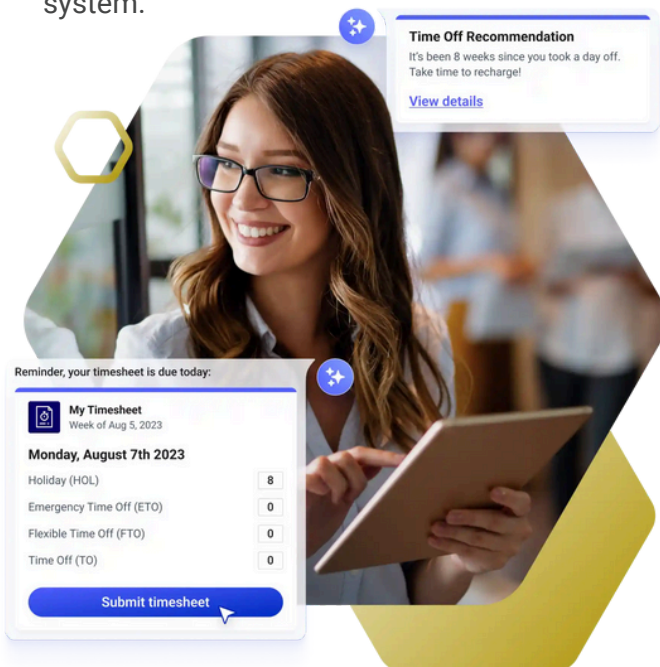 system.
Time Off Recommendation
It's been 8 weeks since you took a day off.
Take time to recharge!
View details
Reminder, your timesheet is due today:
My Timesheet
Week of Aug 5, 2023
Monday, August 7th 2023
Holiday (HOL) 8
Emergency Time Off (ETO) 0
Flexible Time Off (FTO) 0
Time Off (TO) 0
Submit timesheet